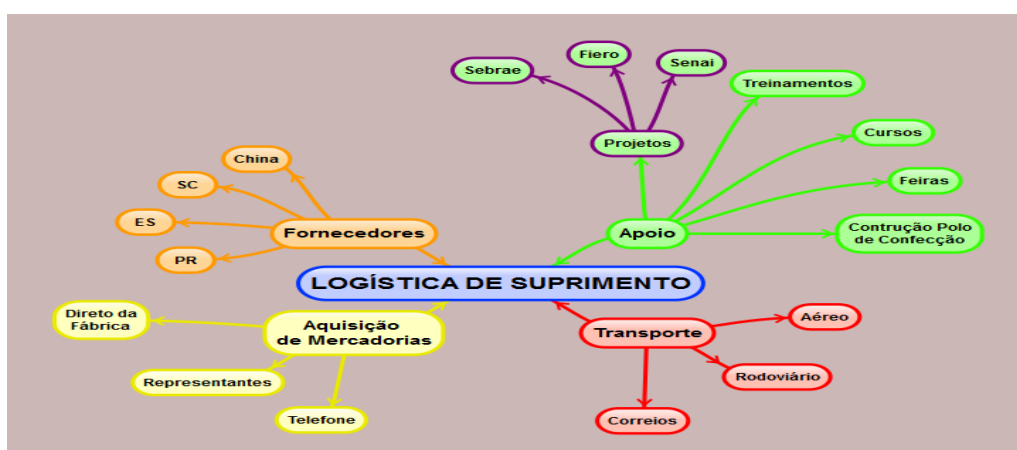 Fiero
Sebrae
Senai
Treinamentos
Projetos
Cursos
China
SC
Feiras
ES
Fornecedores
Apoio
Contrução Polo
de Confecção
PR
LOGÍSTICA DE SUPRIMENTO
Direto da
Fábrica
Aquisição
de Mercadorias
Transporte
Aéreo
Representantes
Rodoviário
Telefone
Correios